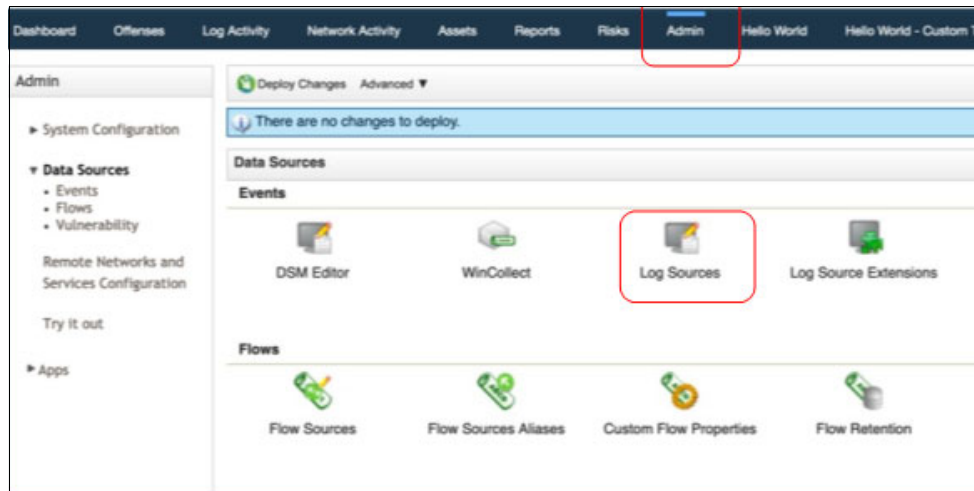 Dashboard Offenses Log Activity Network Activity Assets Reports Risks Admin Hello World Hello World - Custom
Admin
System Configuration
Data Sources
Events
Flows
Vulnerability
Remote Networks and
Services Configuration
Try it out
Apps
Deploy Changes Advanced
There are no changes to deploy.
Data Sources
Events
DSM Editor WinCollect Log Sources Log Source Extensions
Flows
Flow Sources Flow Sources Aliases Custom Flow Properties Flow Retention